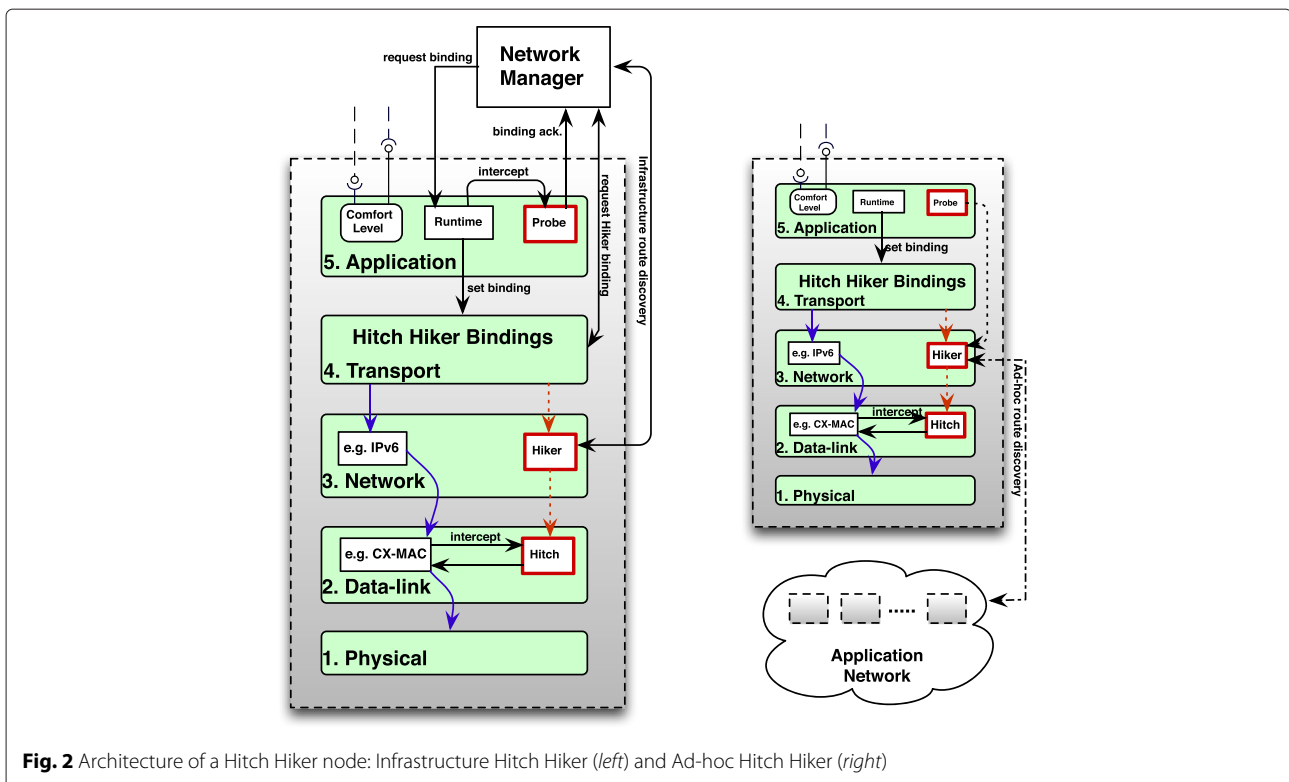 Network
Manager
request binding
binding ack.
Infrastructure route discovery
request Hiker binding
intercept
Comfort
Level
Runtime
Probe
5. Application
set binding
Hitch Hiker Bindings
4. Transport
e.g. IPv6
Hiker
3. Network
e.g. CX-MAC
intercept
Hitch
2. Data-link
1. Physical
Comfort
Level
Runtime
Probe
5. Application
set binding
Hitch Hiker Bindings
4. Transport
e.g. IPv6
Hiker
3. Network
Ad-hoc route discovery
e.g. CX-MAC
intercept
Hitch
2. Data-link
1. Physical
.....
Application
Network
Fig. 2 Architecture of a Hitch Hiker node: Infrastructure Hitch Hiker (left) and Ad-hoc Hitch Hiker (right)